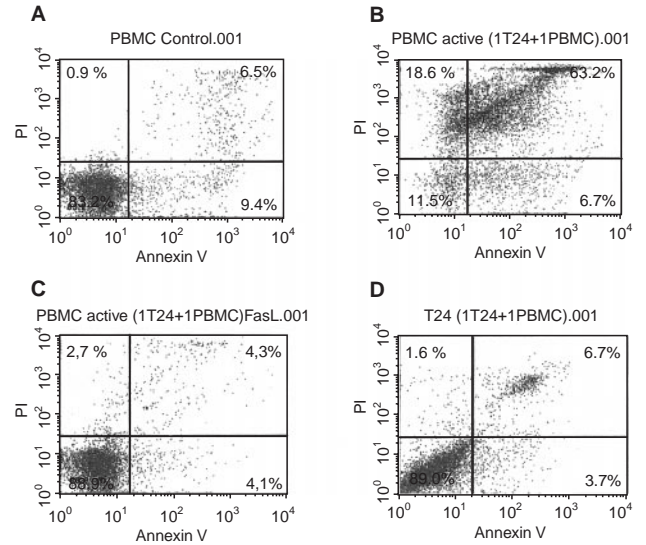 A
PBMC Control.001
0.9 %
6.5%
83.2%
9.4%
PI
10^0 10^1 10^2 10^3 10^4
10^0 10^1 10^2 10^3 10^4
Annexin V
B
PBMC active (1T24+1PBMC).001
18.6 %
63.2%
11.5%
6.7%
PI
10^0 10^1 10^2 10^3 10^4
10^0 10^1 10^2 10^3 10^4
Annexin V
C
PBMC active (1T24+1PBMC)FasL.001
2,7 %
4,3%
88,9%
4,1%
PI
10^0 10^1 10^2 10^3 10^4
10^0 10^1 10^2 10^3 10^4
Annexin V
D
T24 (1T24+1PBMC).001
1.6 %
6.7%
89.0%
3.7%
PI
10^0 10^1 10^2 10^3 10^4
10^0 10^1 10^2 10^3 10^4
Annexin V